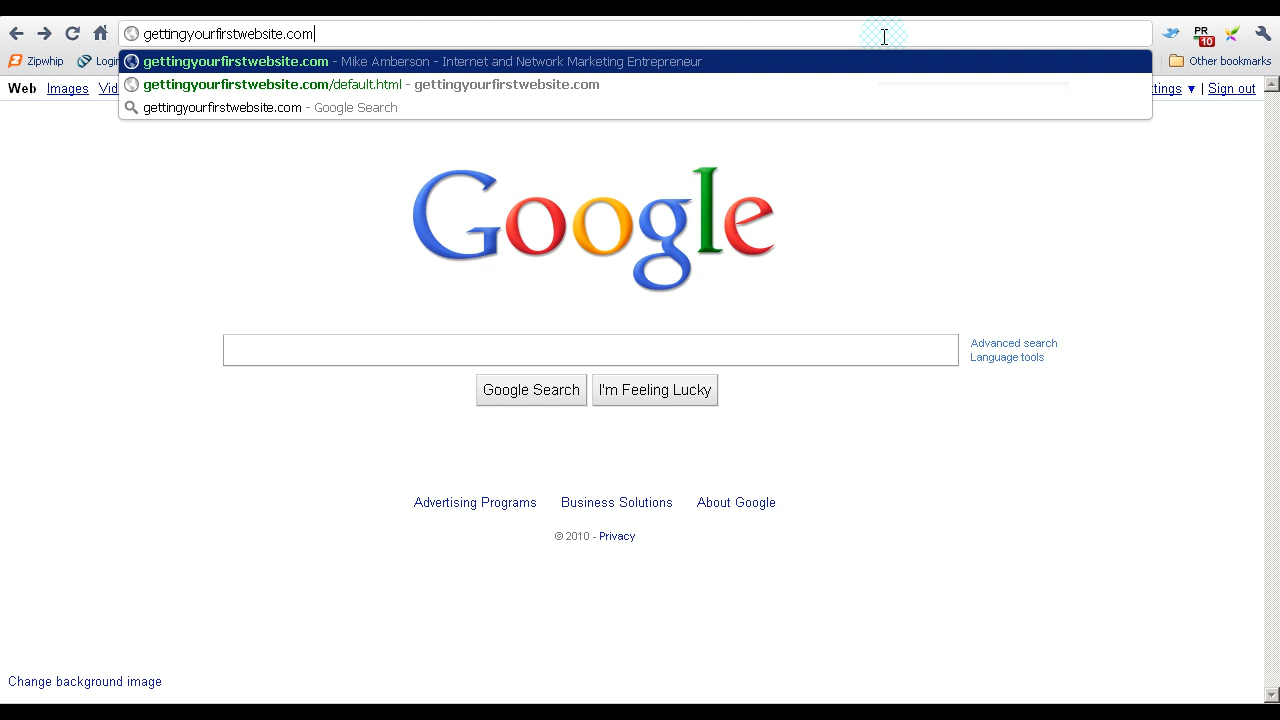 gettingyourfirstwebsite.com
PR
10
Zipwhip
gettingyourfirstwebsite.com - Mike Amberson - Internet and Network Marketing Entrepreneur
Other bookmarks
gettingyourfirstwebsite.com/default.html - gettingyourfirstwebsite.com
Web Images Vid
tings ▼ | Sign out
gettingyourfirstwebsite.com - Google Search
Google
Advanced search
Language tools
Google Search I'm Feeling Lucky
Advertising Programs Business Solutions About Google
© 2010 - Privacy
Change background image